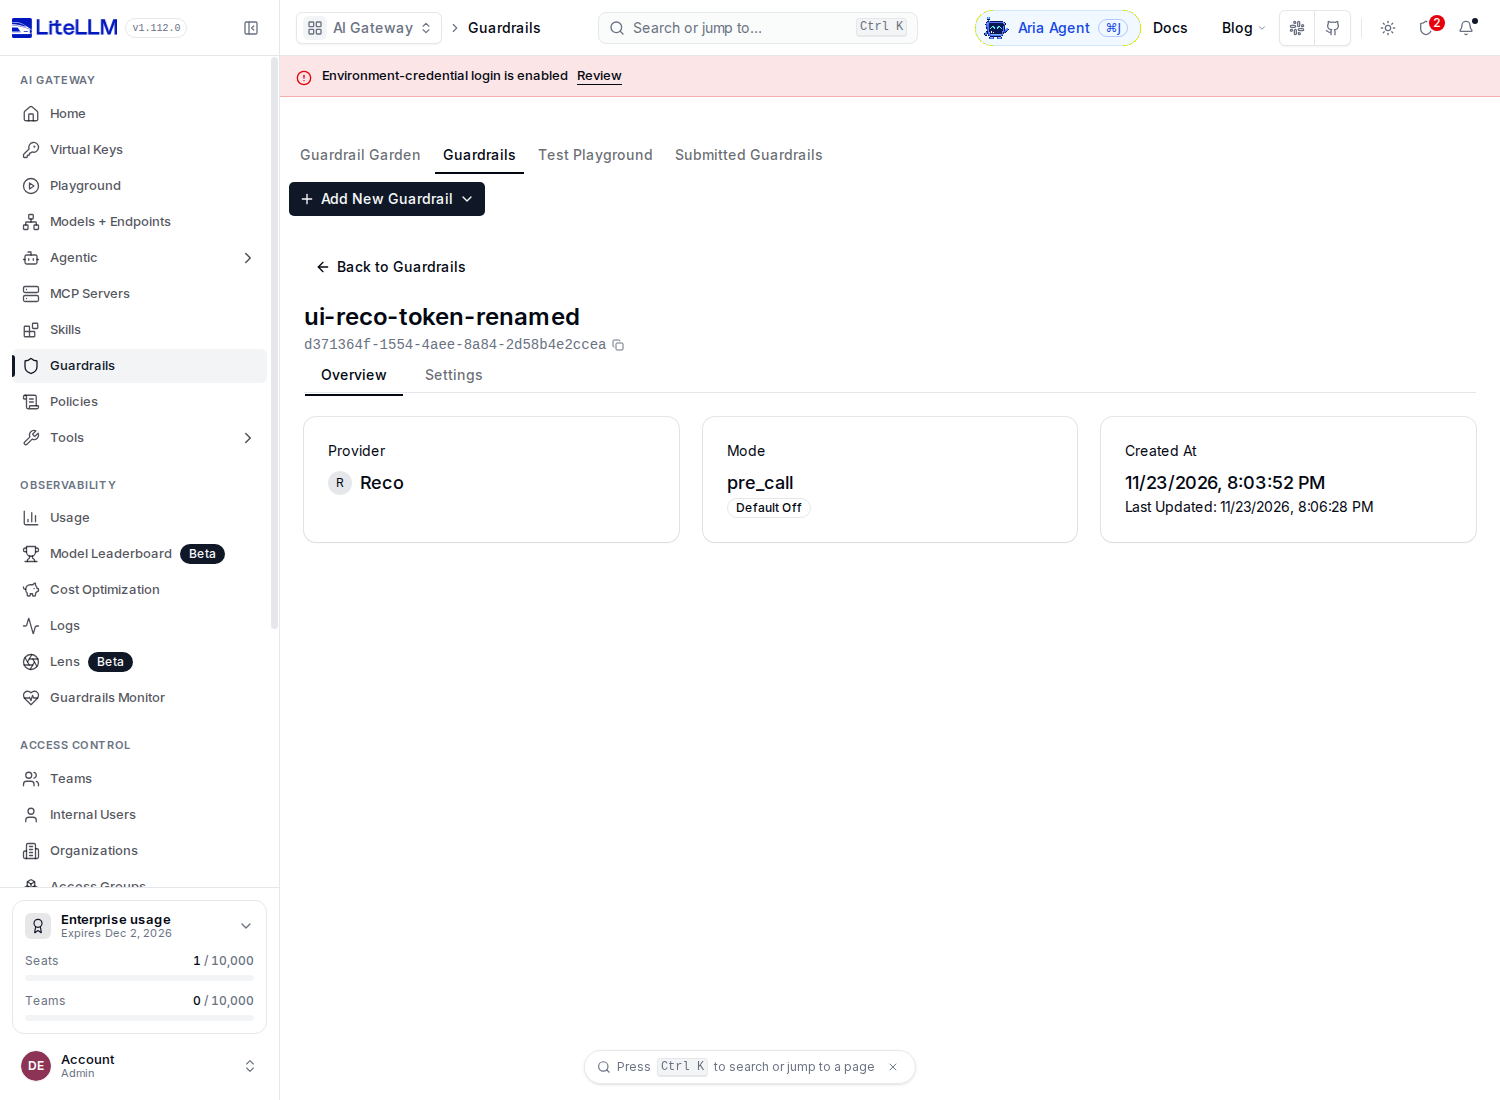 LiteLLM v1.112.0
AI Gateway > Guardrails
Search or jump to... Ctrl K
Aria Agent ⌘J
Docs
Blog
2
AI GATEWAY
Home
Virtual Keys
Playground
Models + Endpoints
Agentic
MCP Servers
Skills
Guardrails
Policies
Tools
OBSERVABILITY
Usage
Model Leaderboard Beta
Cost Optimization
Logs
Lens Beta
Guardrails Monitor
ACCESS CONTROL
Teams
Internal Users
Organizations
Access Groups
Enterprise usage
Expires Dec 2, 2026
Seats 1 / 10,000
Teams 0 / 10,000
DE Account
Admin
Environment-credential login is enabled Review
Guardrail Garden Guardrails Test Playground Submitted Guardrails
+ Add New Guardrail
Back to Guardrails
ui-reco-token-renamed
d371364f-1554-4aee-8a84-2d58b4e2ccea
Overview Settings
Provider
R Reco
Mode
pre_call
Default Off
Created At
11/23/2026, 8:03:52 PM
Last Updated: 11/23/2026, 8:06:28 PM
Press Ctrl K to search or jump to a page